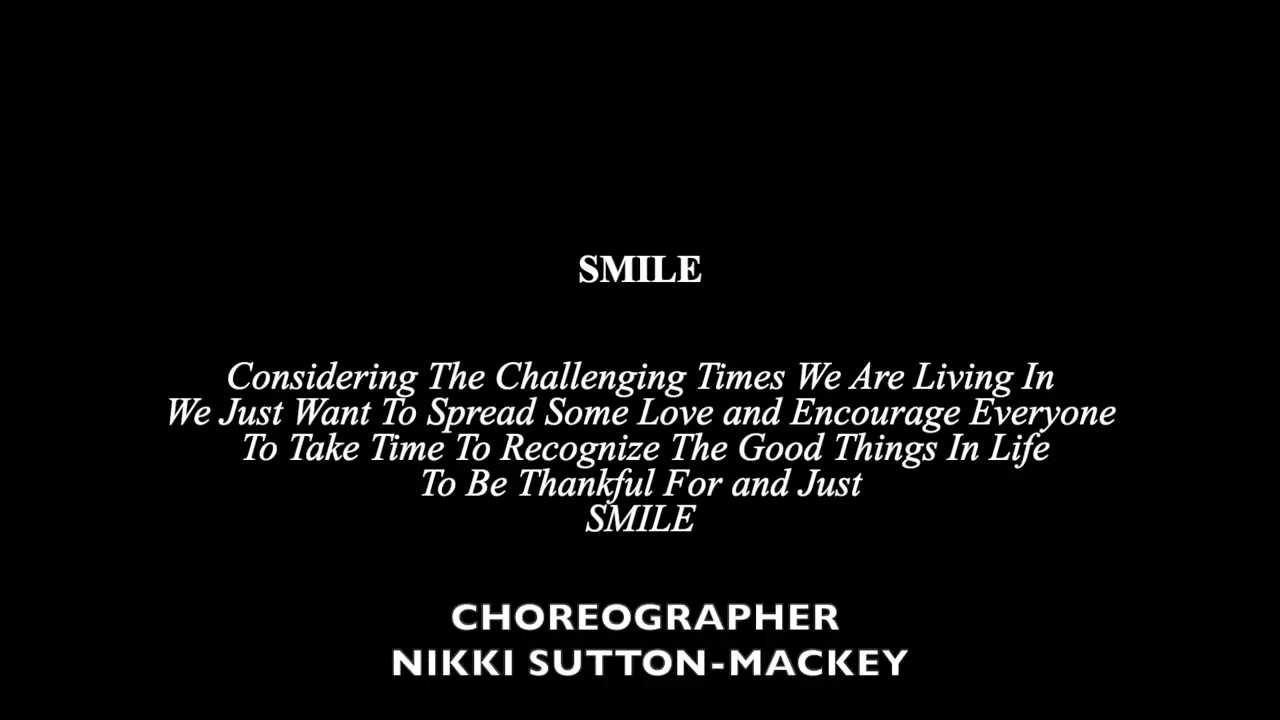 SMILE
Considering The Challenging Times We Are Living In
We Just Want To Spread Some Love and Encourage Everyone
To Take Time To Recognize The Good Things In Life
To Be Thankful For and Just
SMILE
CHOREOGRAPHER
NIKKI SUTTON-MACKEY